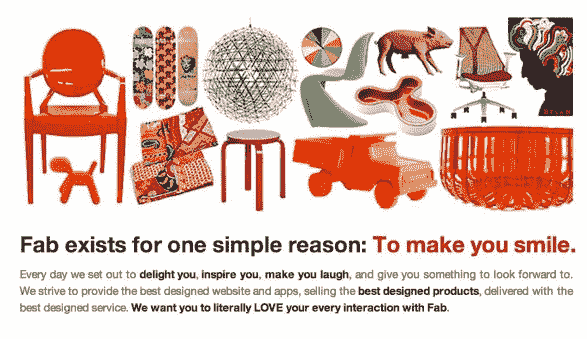 Fab exists for one simple reason: To make you smile.
Every day we set out to delight you, inspire you, make you laugh, and give you something to look forward to.
We strive to provide the best designed website and apps, selling the best designed products, delivered with the
best designed service. We want you to literally LOVE your every interaction with Fab.